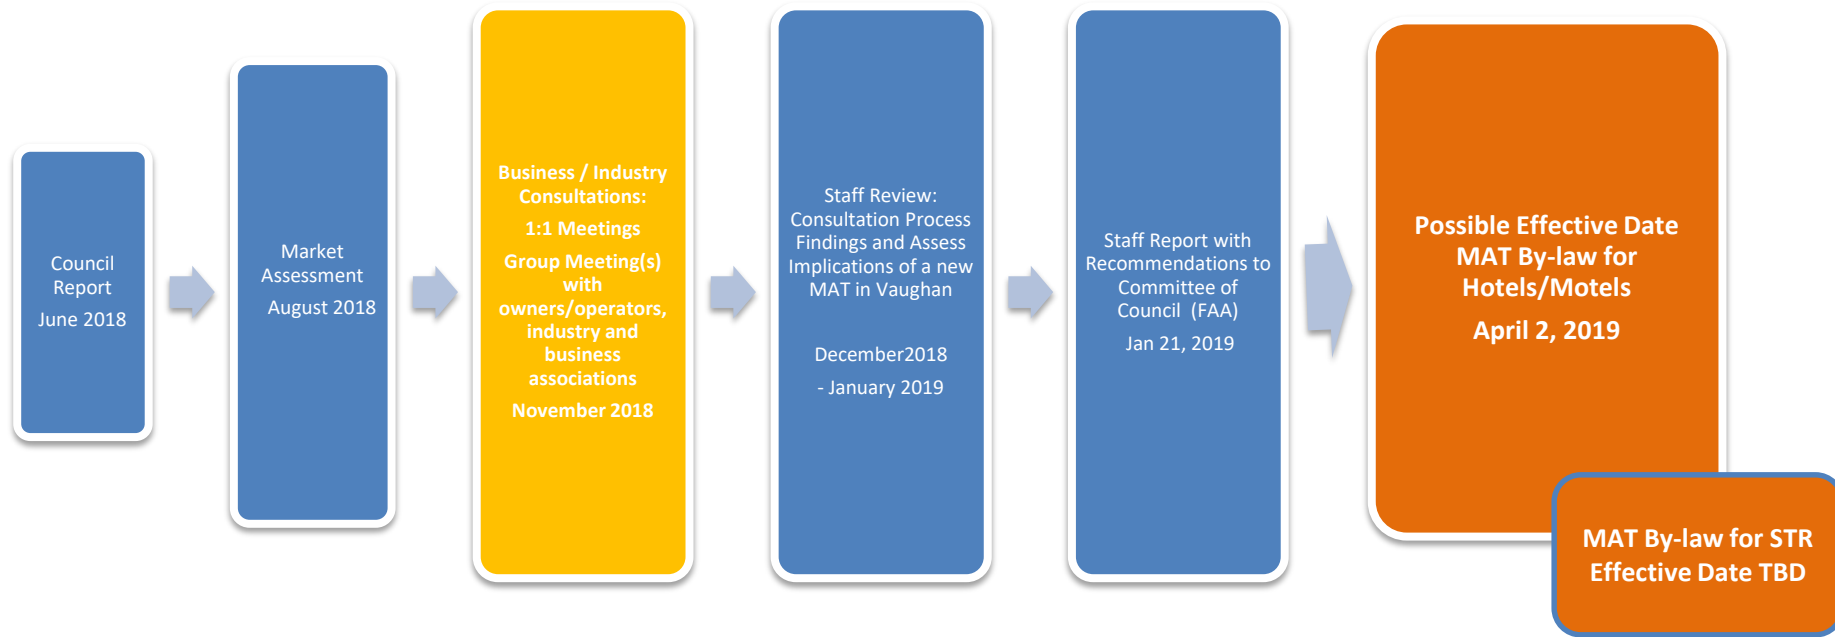 Council
Report
June 2018
Market
Assessment
August 2018
Business / Industry
Consultations:
1:1 Meetings
Group Meeting(s)
with
owners/operators,
industry and
business
associations
November 2018
Staff Review:
Consultation Process
Findings and Assess
Implications of a new
MAT in Vaughan
December2018
- January 2019
Staff Report with
Recommendations to
Committee of
Council (FAA)
Jan 21, 2019
Possible Effective Date
MAT By-law for
Hotels/Motels
April 2, 2019
MAT By-law for STR
Effective Date TBD